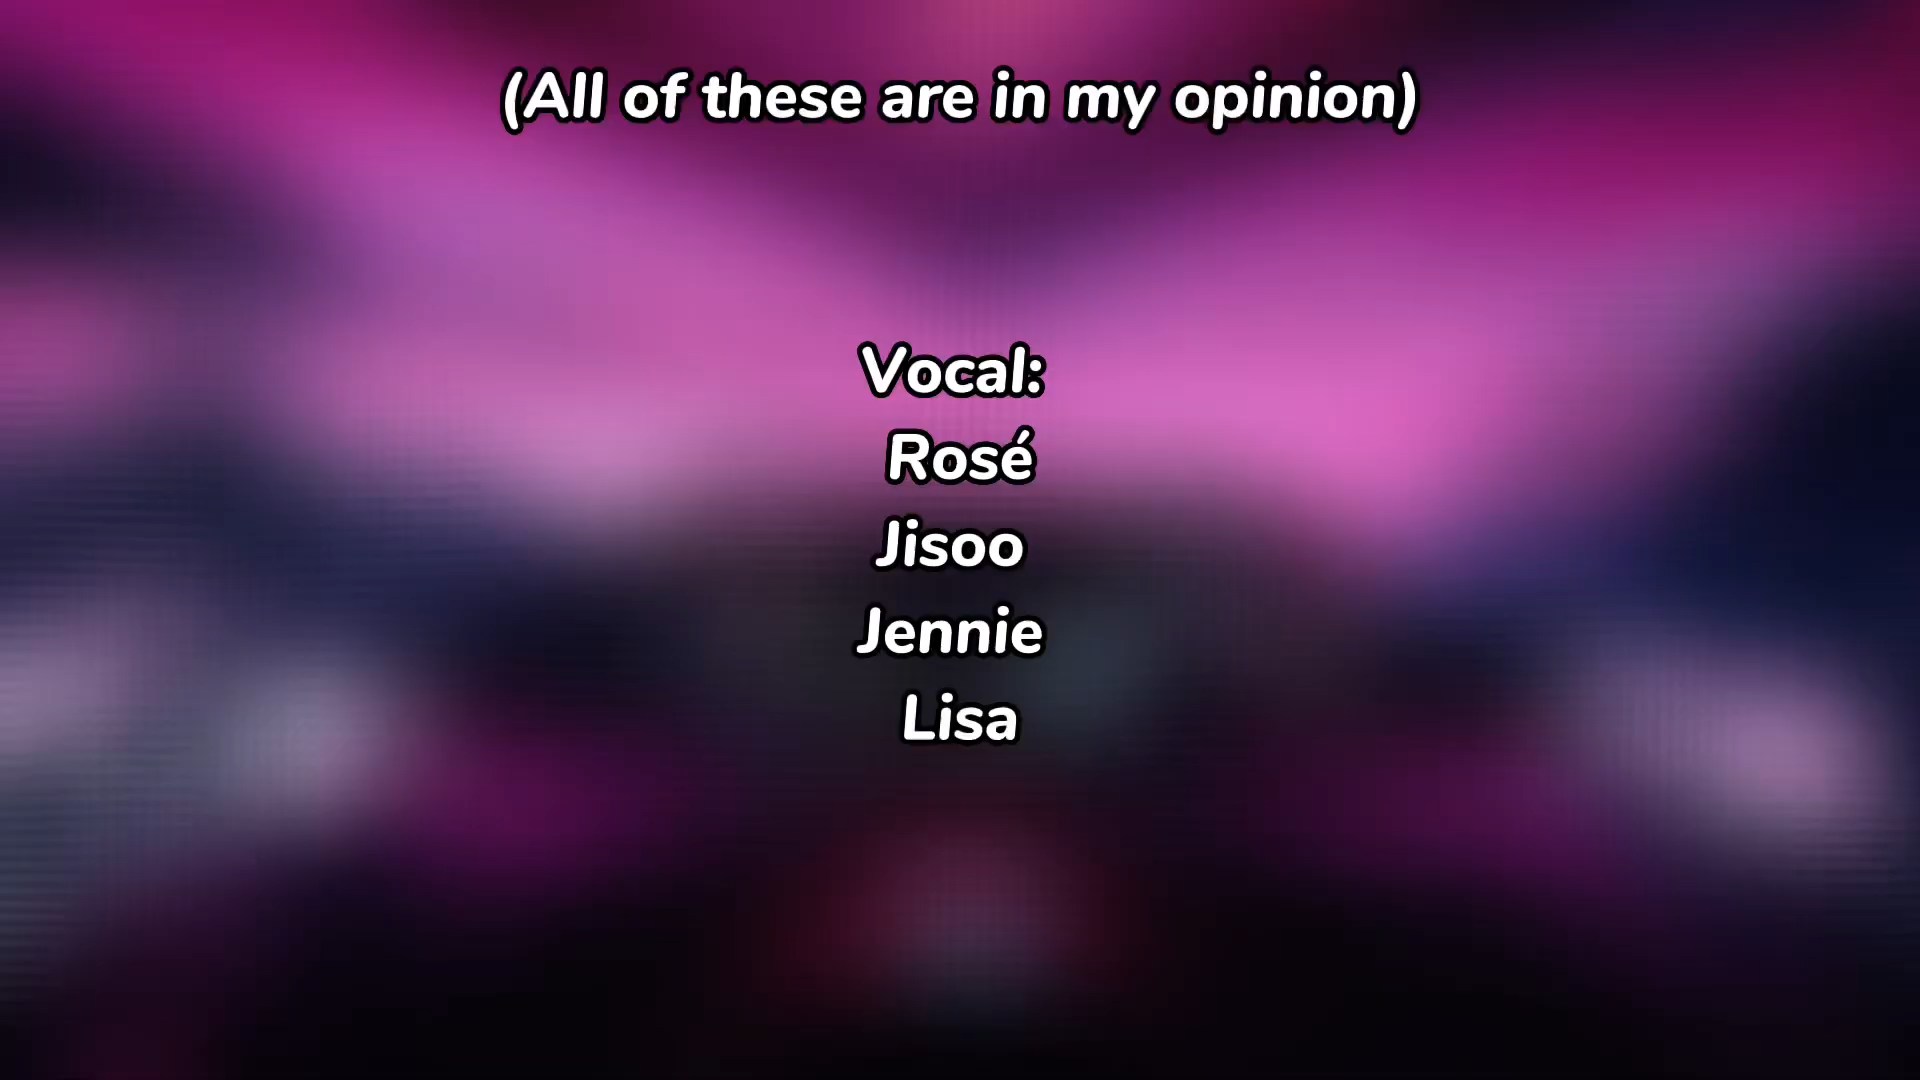 (All of these are in my opinion)
Vocal:
Rosé
Jisoo
Jennie
Lisa